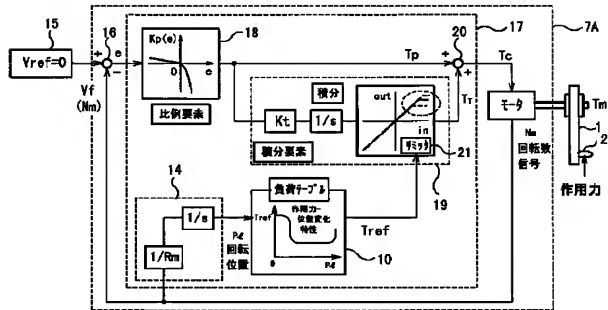 15
16
18
17
20
7A
Vref=0
+
e
−
Kp(e)
0
e
Tp
+
+
Tc
Vf
(Nm)
比例要素
積分
out
in
Kt
1/s
リミッタ
21
積分要素
19
TT
モータ
Tm
Nm
回転数
信号
1
2
作用力
14
1/s
1/Rm
Pℓ
回転
位置
負荷テーブル
Tref
作用力-
位置変化
特性
0
Pℓ
10
Tref